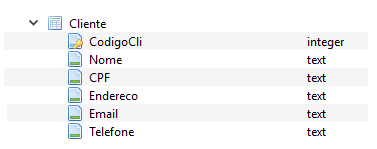 Cliente
CodigoCli integer
Nome text
CPF text
Endereco text
Email text
Telefone text